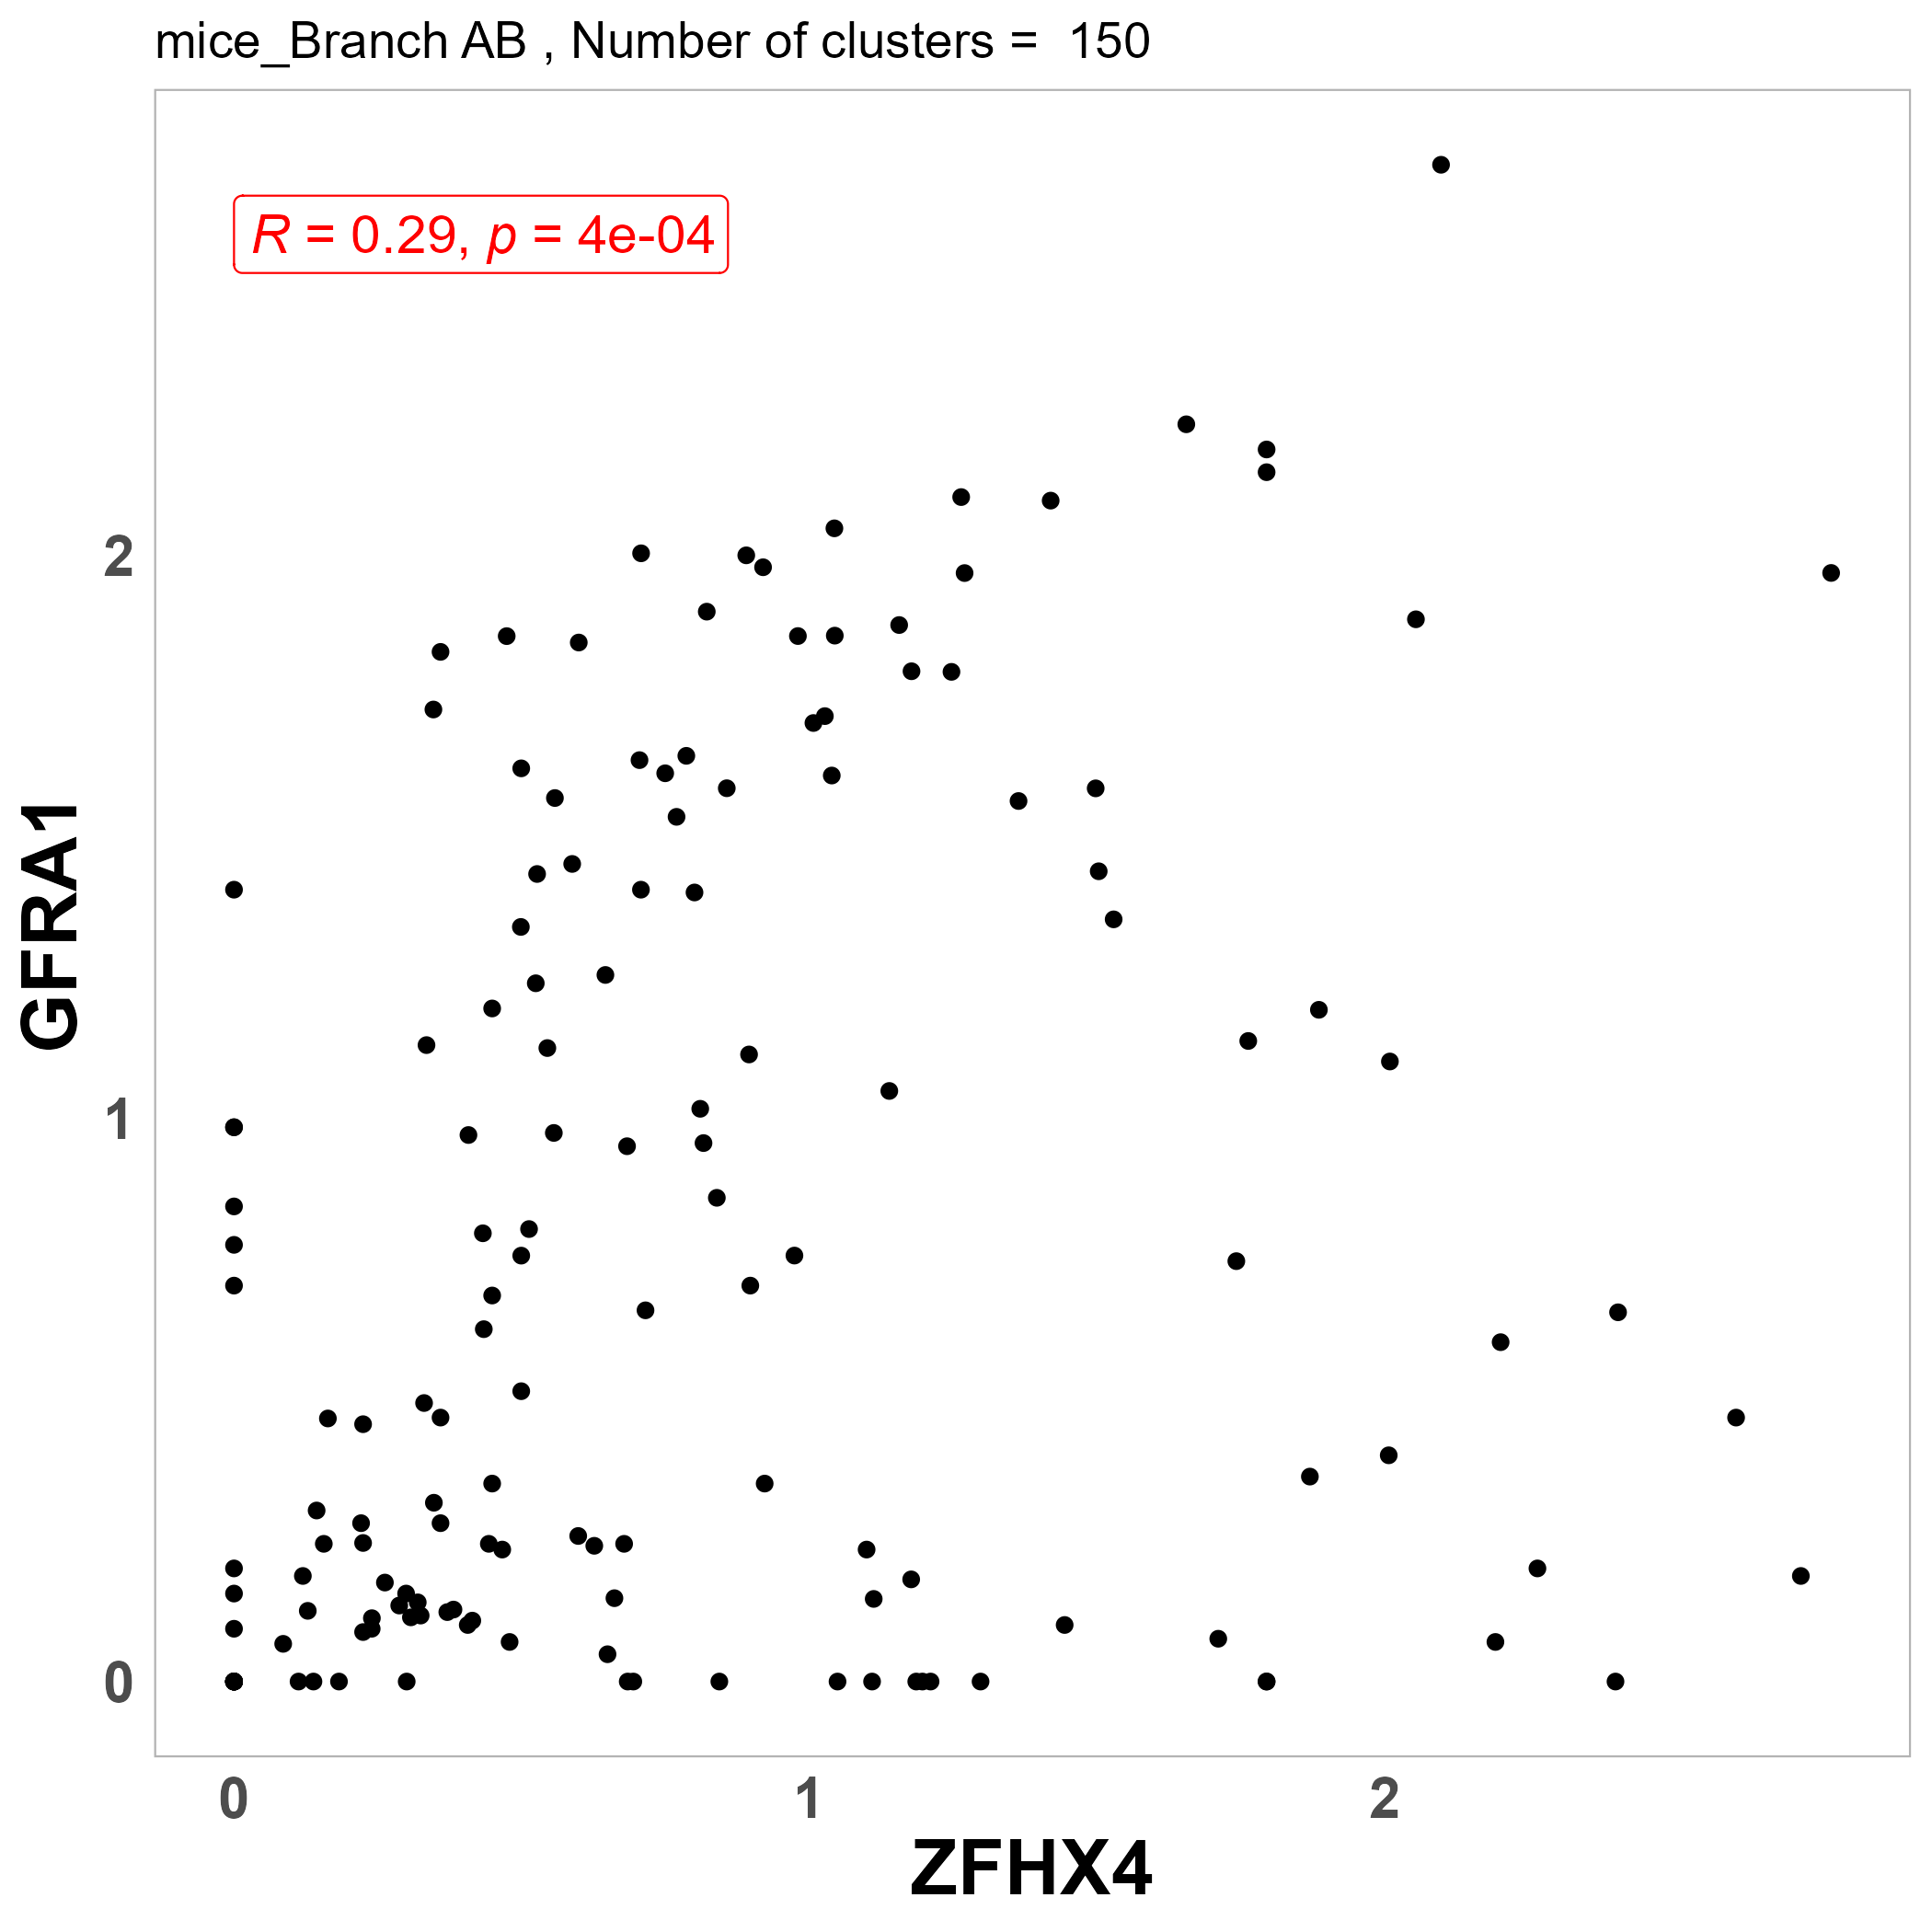 mice_Branch AB , Number of clusters =  150
R = 0.29, p = 4e-04
GFRA1
2
1
0
0 1 2
ZFHX4